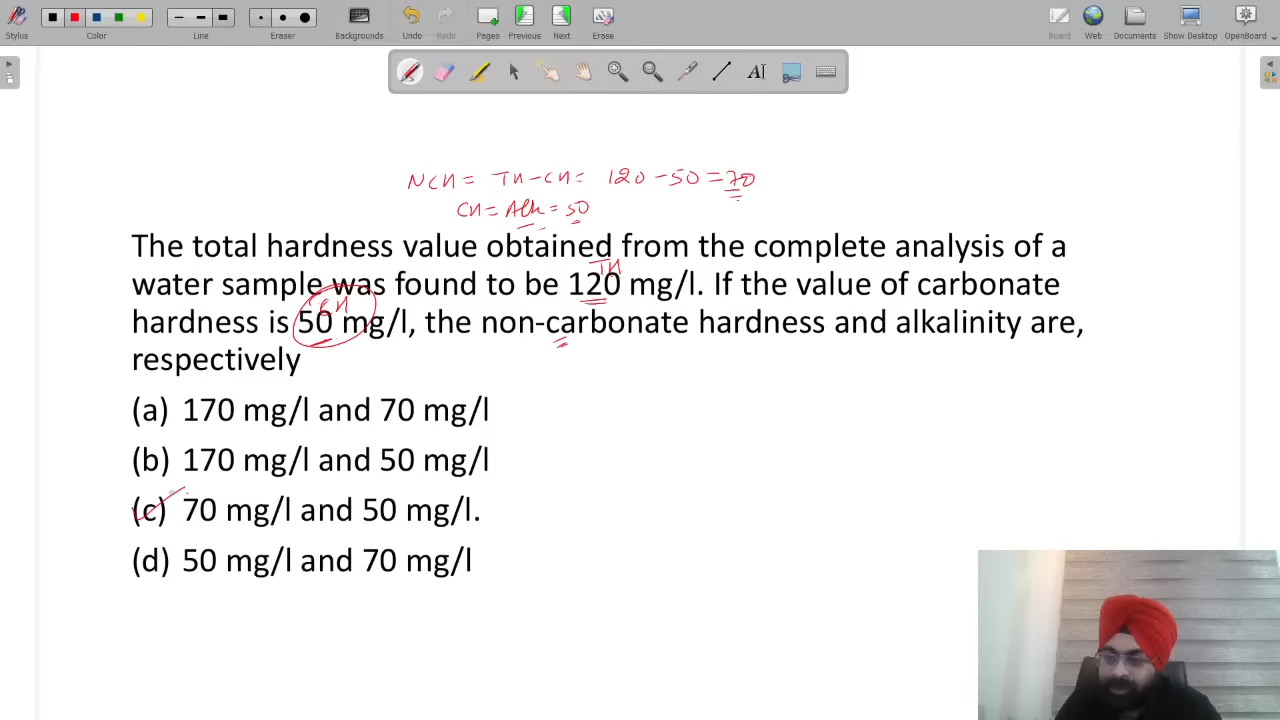 Stylus
Color
Line
Eraser
Backgrounds
Undo
Redo
Pages
Previous
Next
Erase
Board
Web
Documents
Show Desktop
OpenBoard
NCH = TH-CH = 120-50=70
CH = Alk = 50
The total hardness value obtained from the complete analysis of a
TH
water sample was found to be 120 mg/l. If the value of carbonate
CH
hardness is 50 mg/l, the non-carbonate hardness and alkalinity are,
respectively
(a) 170 mg/l and 70 mg/l
(b) 170 mg/l and 50 mg/l
(c) 70 mg/l and 50 mg/l.
(d) 50 mg/l and 70 mg/l